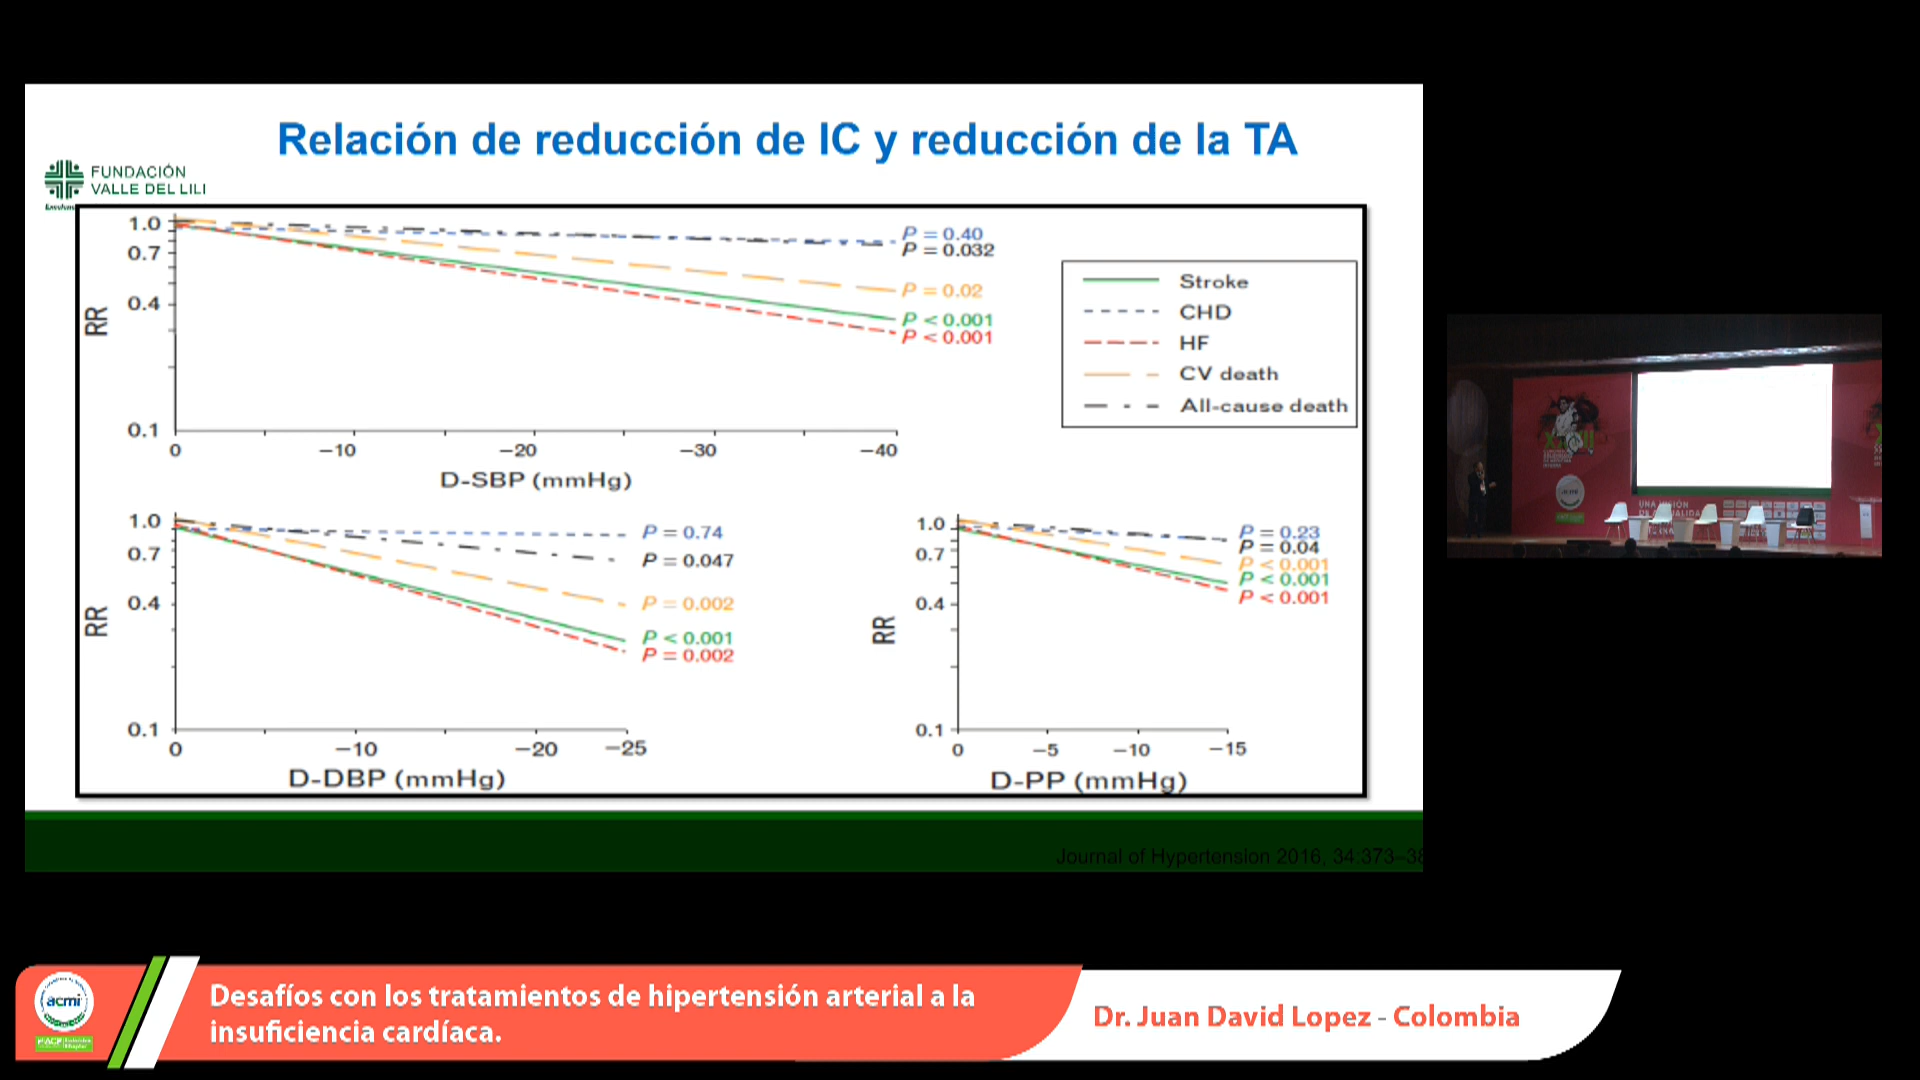 Relación de reducción de IC y reducción de la TA
FUNDACIÓN
VALLE DEL LILI
1.0
0.7
0.4
0.1
RR
P = 0.40
P = 0.032
P = 0.02
P < 0.001
P < 0.001
0
−10
−20
−30
−40
D-SBP (mmHg)
Stroke
CHD
HF
CV death
All-cause death
1.0
0.7
0.4
0.1
RR
P = 0.74
P = 0.047
P = 0.002
P < 0.001
P = 0.002
0
−10
−20
−25
D-DBP (mmHg)
1.0
0.7
0.4
0.1
RR
P = 0.23
P = 0.04
P < 0.001
P < 0.001
P < 0.001
0
−5
−10
−15
D-PP (mmHg)
Journal of Hypertension 2016, 34:373–38
acmi
Desafíos con los tratamientos de hipertensión arterial a la
insuficiencia cardíaca.
Dr. Juan David Lopez - Colombia